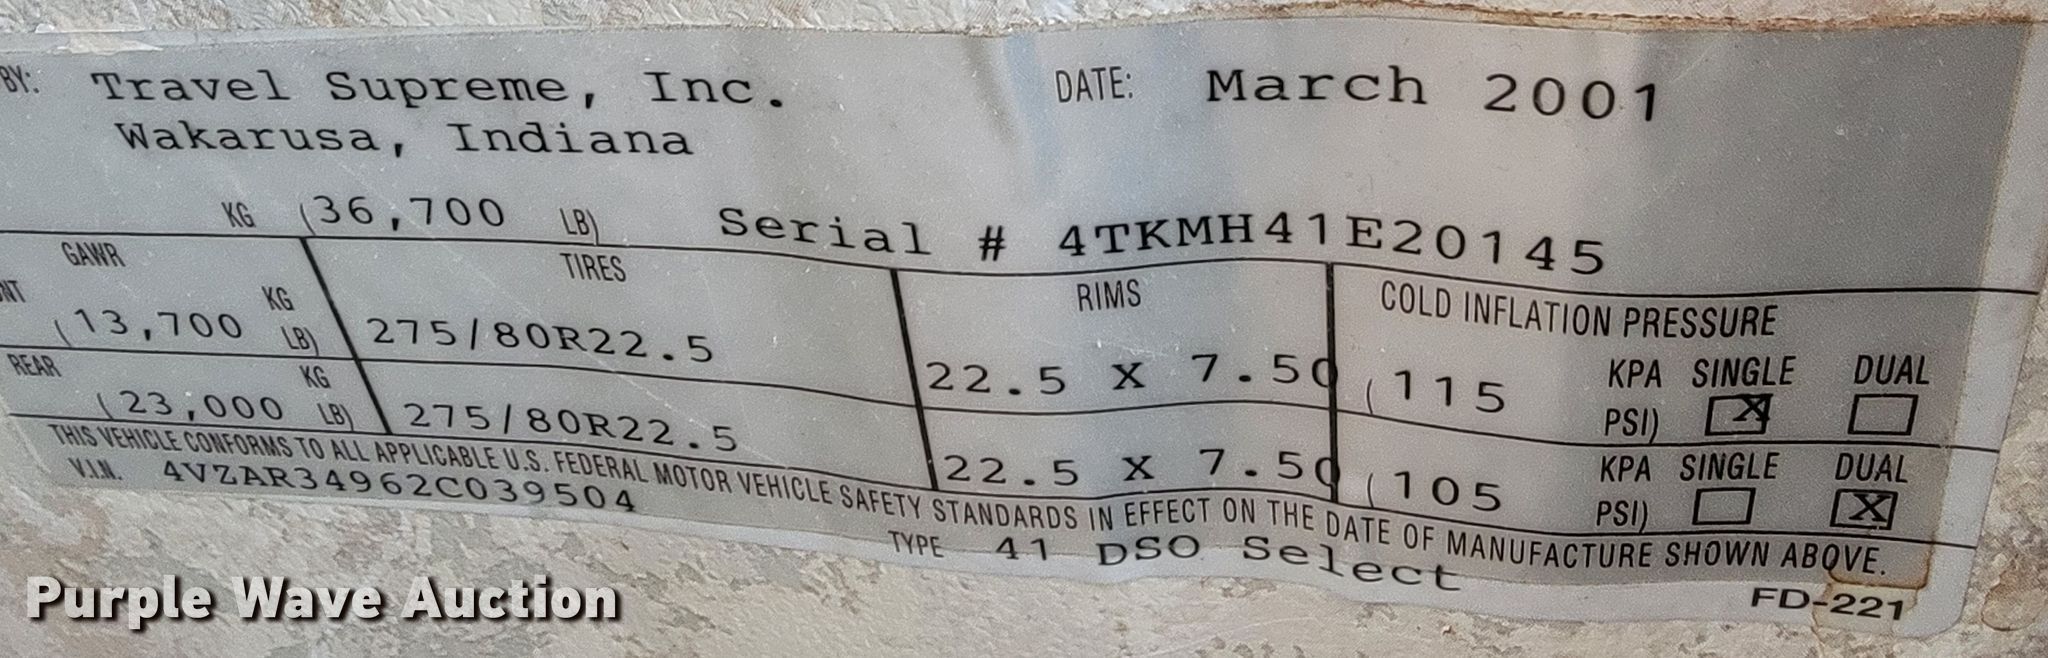 BY: Travel Supreme, Inc. DATE: March 2001
Wakarusa, Indiana
KG (36,700 LB) Serial # 4TKMH41E20145
GAWR TIRES RIMS COLD INFLATION PRESSURE
NT (13,700 KG LB) 275/80R22.5 22.5 X 7.50 (115 KPA PSI) SINGLE X DUAL
REAR (23,000 KG LB) 275/80R22.5 22.5 X 7.50 (105 KPA PSI) SINGLE DUAL X
THIS VEHICLE CONFORMS TO ALL APPLICABLE U.S. FEDERAL MOTOR VEHICLE SAFETY STANDARDS IN EFFECT ON THE DATE OF MANUFACTURE SHOWN ABOVE.
V.I.N. 4VZAR34962C039504 TYPE 41 DSO Select
FD-221
Purple Wave Auction